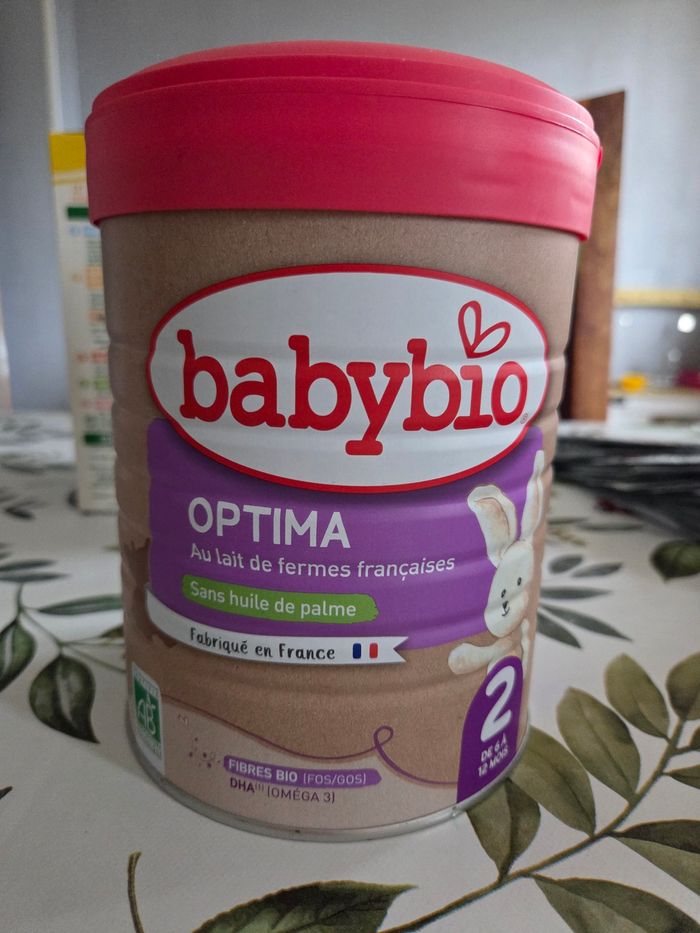 babybio
OPTIMA
Au lait de fermes françaises
Sans huile de palme
Fabriqué en France
AB
2
DE 6 À
12 MOIS
FIBRES BIO (FOS/GOS)
DHA⁽¹⁾ (OMÉGA 3)